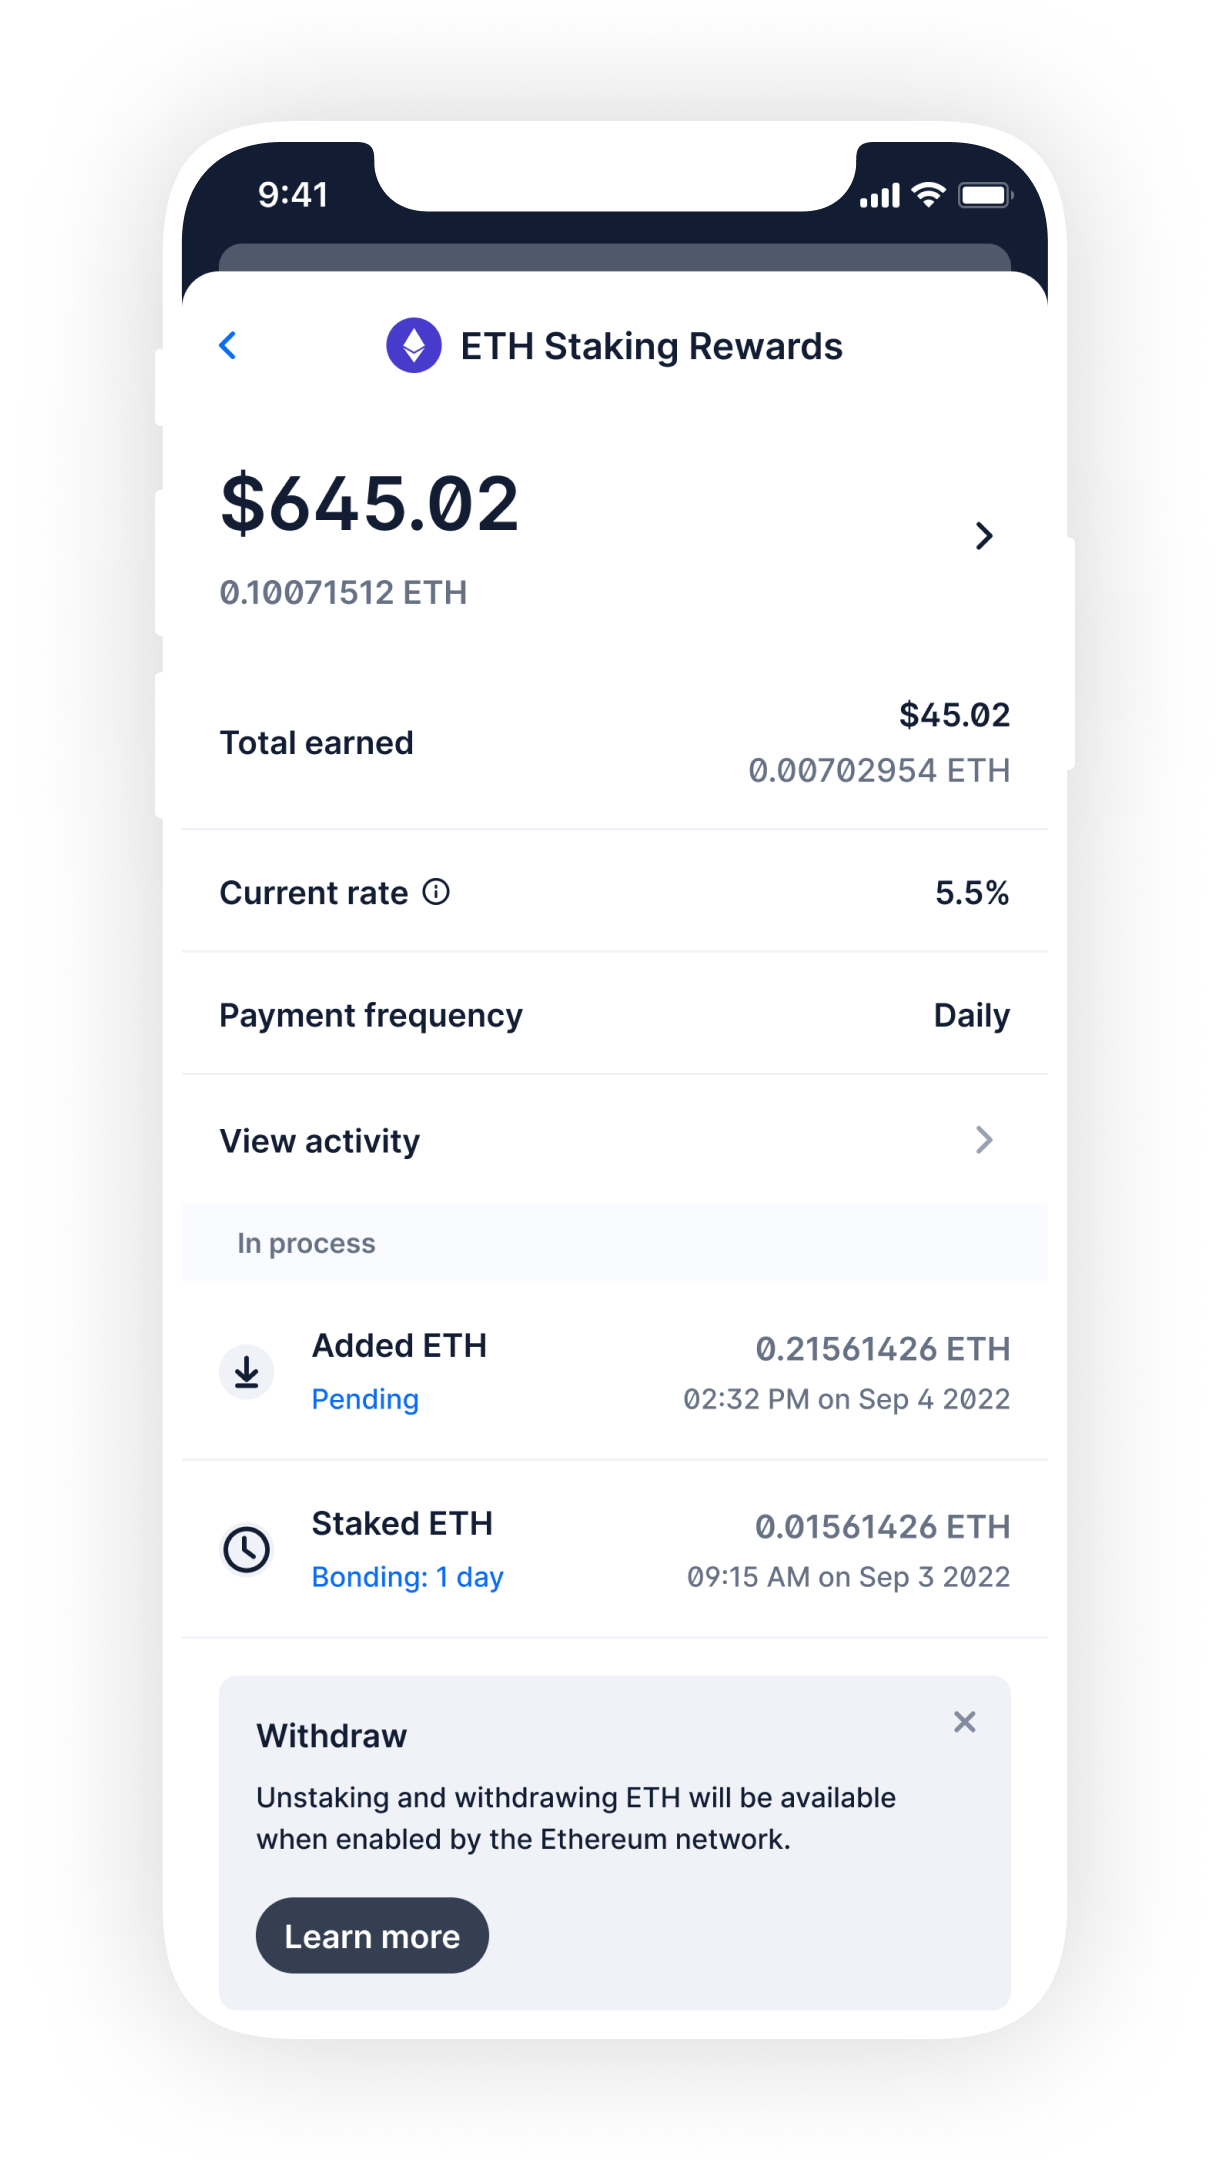 9:41
ETH Staking Rewards
$645.02
0.10071512 ETH
Total earned
$45.02
0.00702954 ETH
Current rate
5.5%
Payment frequency
Daily
View activity
In process
Added ETH
0.21561426 ETH
Pending
02:32 PM on Sep 4 2022
Staked ETH
0.01561426 ETH
Bonding: 1 day
09:15 AM on Sep 3 2022
Withdraw
Unstaking and withdrawing ETH will be available
when enabled by the Ethereum network.
Learn more